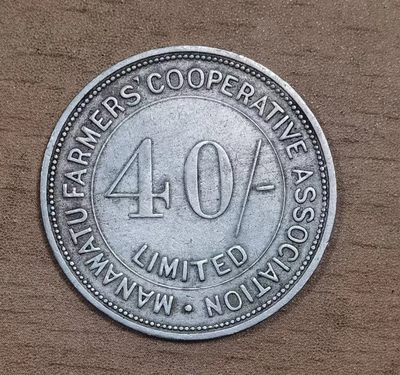 MANAWATU FARMERS' COOPERATIVE ASSOCIATION •
40/-
LIMITED